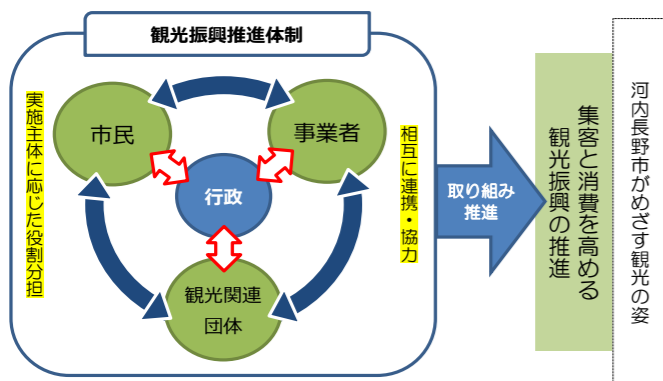 観光振興推進体制
実施主体に応じた役割分担
市民
事業者
行政
観光関連
団体
相互に連携・協力
取り組み
推進
集客と消費を高める
観光振興の推進
河内長野市がめざす観光の姿